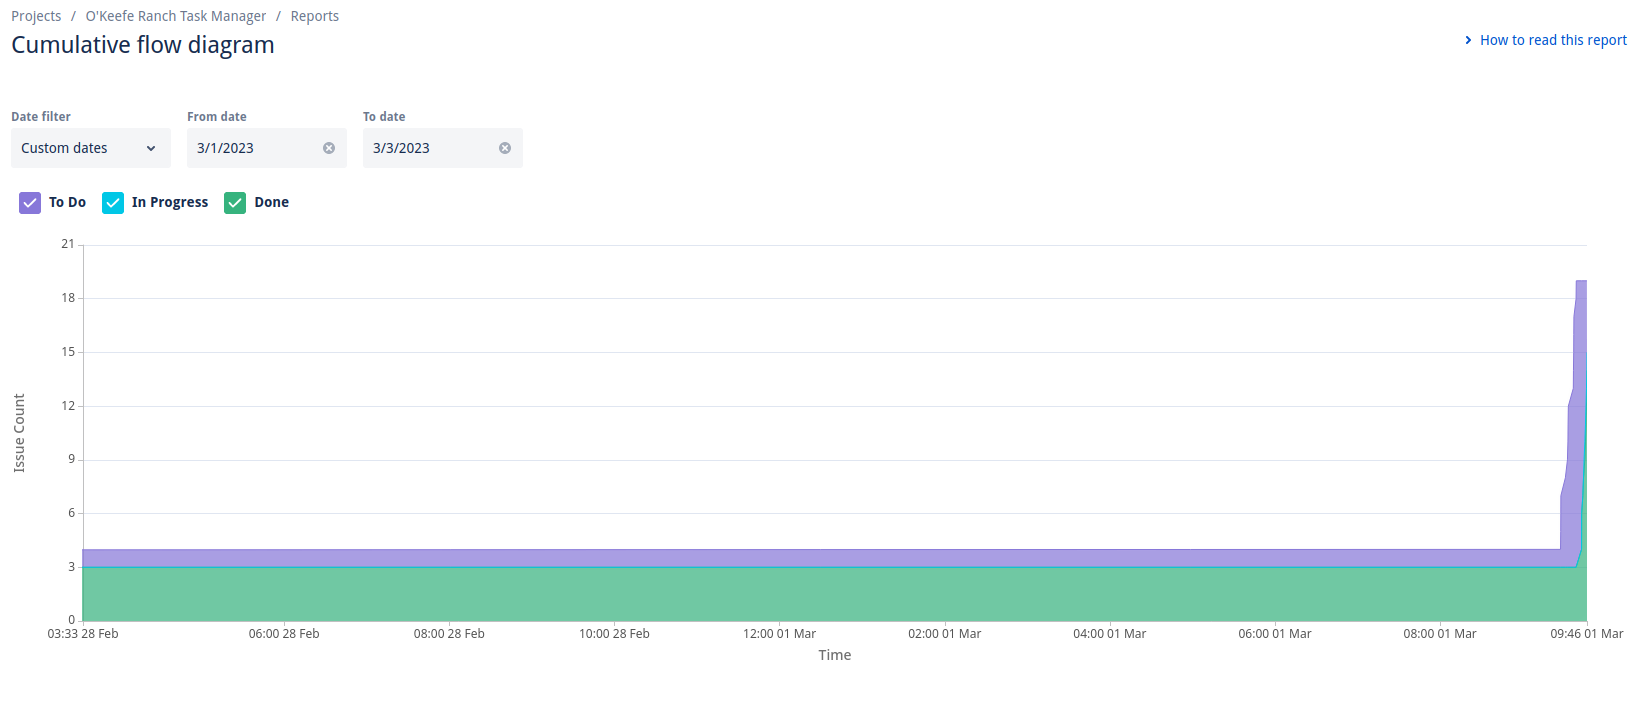 Projects / O'Keefe Ranch Task Manager / Reports
Cumulative flow diagram
How to read this report
Date filter From date To date
Custom dates 3/1/2023 3/3/2023
To Do In Progress Done
21
18
15
12
9
6
3
0
Issue Count
03:33 28 Feb 06:00 28 Feb 08:00 28 Feb 10:00 28 Feb 12:00 01 Mar 02:00 01 Mar 04:00 01 Mar 06:00 01 Mar 08:00 01 Mar 09:46 01 Mar
Time